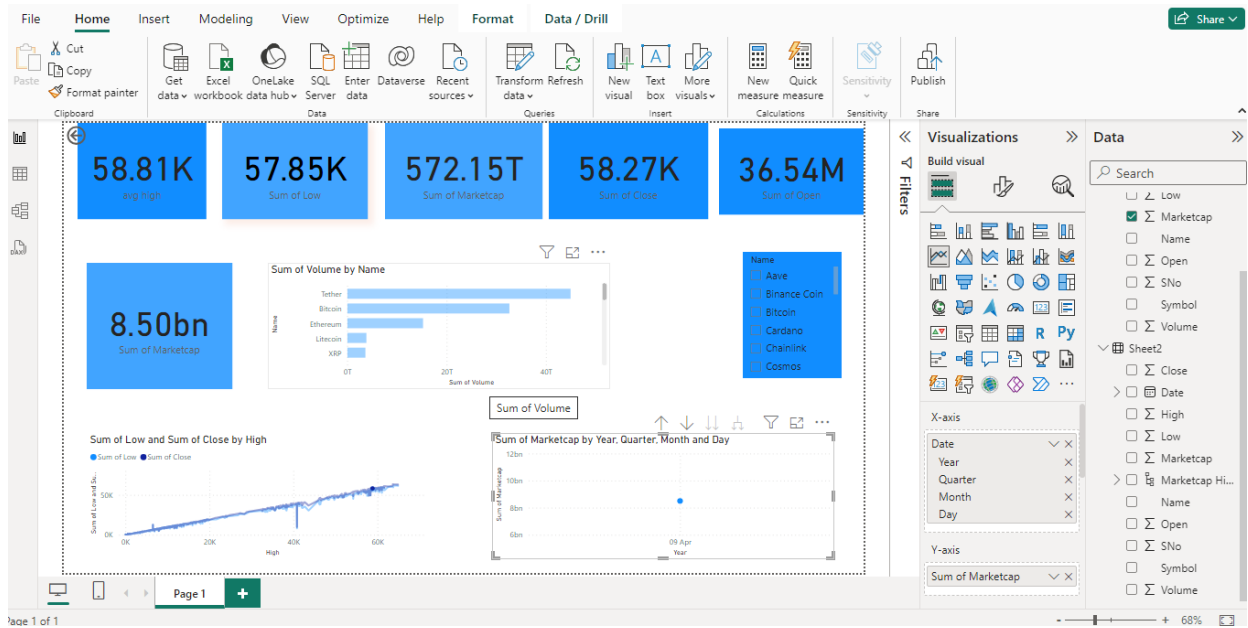 File Home Insert Modeling View Optimize Help Format Data / Drill Share
Paste
Cut
Copy
Format painter
Clipboard
Get data
Excel workbook
OneLake data hub
SQL Server
Enter data
Dataverse
Recent sources
Data
Transform data
Refresh
Queries
New visual
Text box
More visuals
Insert
New measure
Quick measure
Calculations
Sensitivity
Sensitivity
Publish
Share
58.81K
avg high
57.85K
Sum of Low
572.15T
Sum of Marketcap
58.27K
Sum of Close
36.54M
Sum of Open
8.50bn
Sum of Marketcap
Sum of Volume by Name
Name
Tether
Bitcoin
Ethereum
Litecoin
XRP
0T 20T 40T
Sum of Volume
Name
Aave
Binance Coin
Bitcoin
Cardano
Chainlink
Cosmos
Sum of Volume
Sum of Low and Sum of Close by High
Sum of Low Sum of Close
Sum of Low and Su...
50K
0K
0K 20K 40K 60K
High
Sum of Marketcap by Year, Quarter, Month and Day
Sum of Marketcap
12bn
10bn
8bn
6bn
09 Apr
Year
Filters
Visualizations
Build visual
123
R Py
123
X-axis
Date
Year
Quarter
Month
Day
Y-axis
Sum of Marketcap
Data
Search
Low
Marketcap
Name
Open
SNo
Symbol
Volume
Sheet2
Close
Date
High
Low
Marketcap
Marketcap Hi...
Name
Open
SNo
Symbol
Volume
Page 1
Page 1 of 1
- + 68%